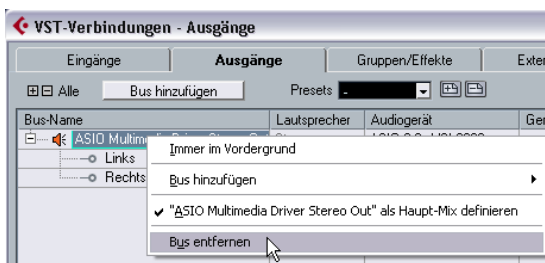 VST-Verbindungen - Ausgänge
Eingänge Ausgänge Gruppen/Effekte Exter
Alle Bus hinzufügen Presets -
Bus-Name Lautsprecher Audiogerät Ger
ASIO Multimedia Driver Stereo Out
Links
Rechts
Immer im Vordergrund
Bus hinzufügen
"ASIO Multimedia Driver Stereo Out" als Haupt-Mix definieren
Bus entfernen